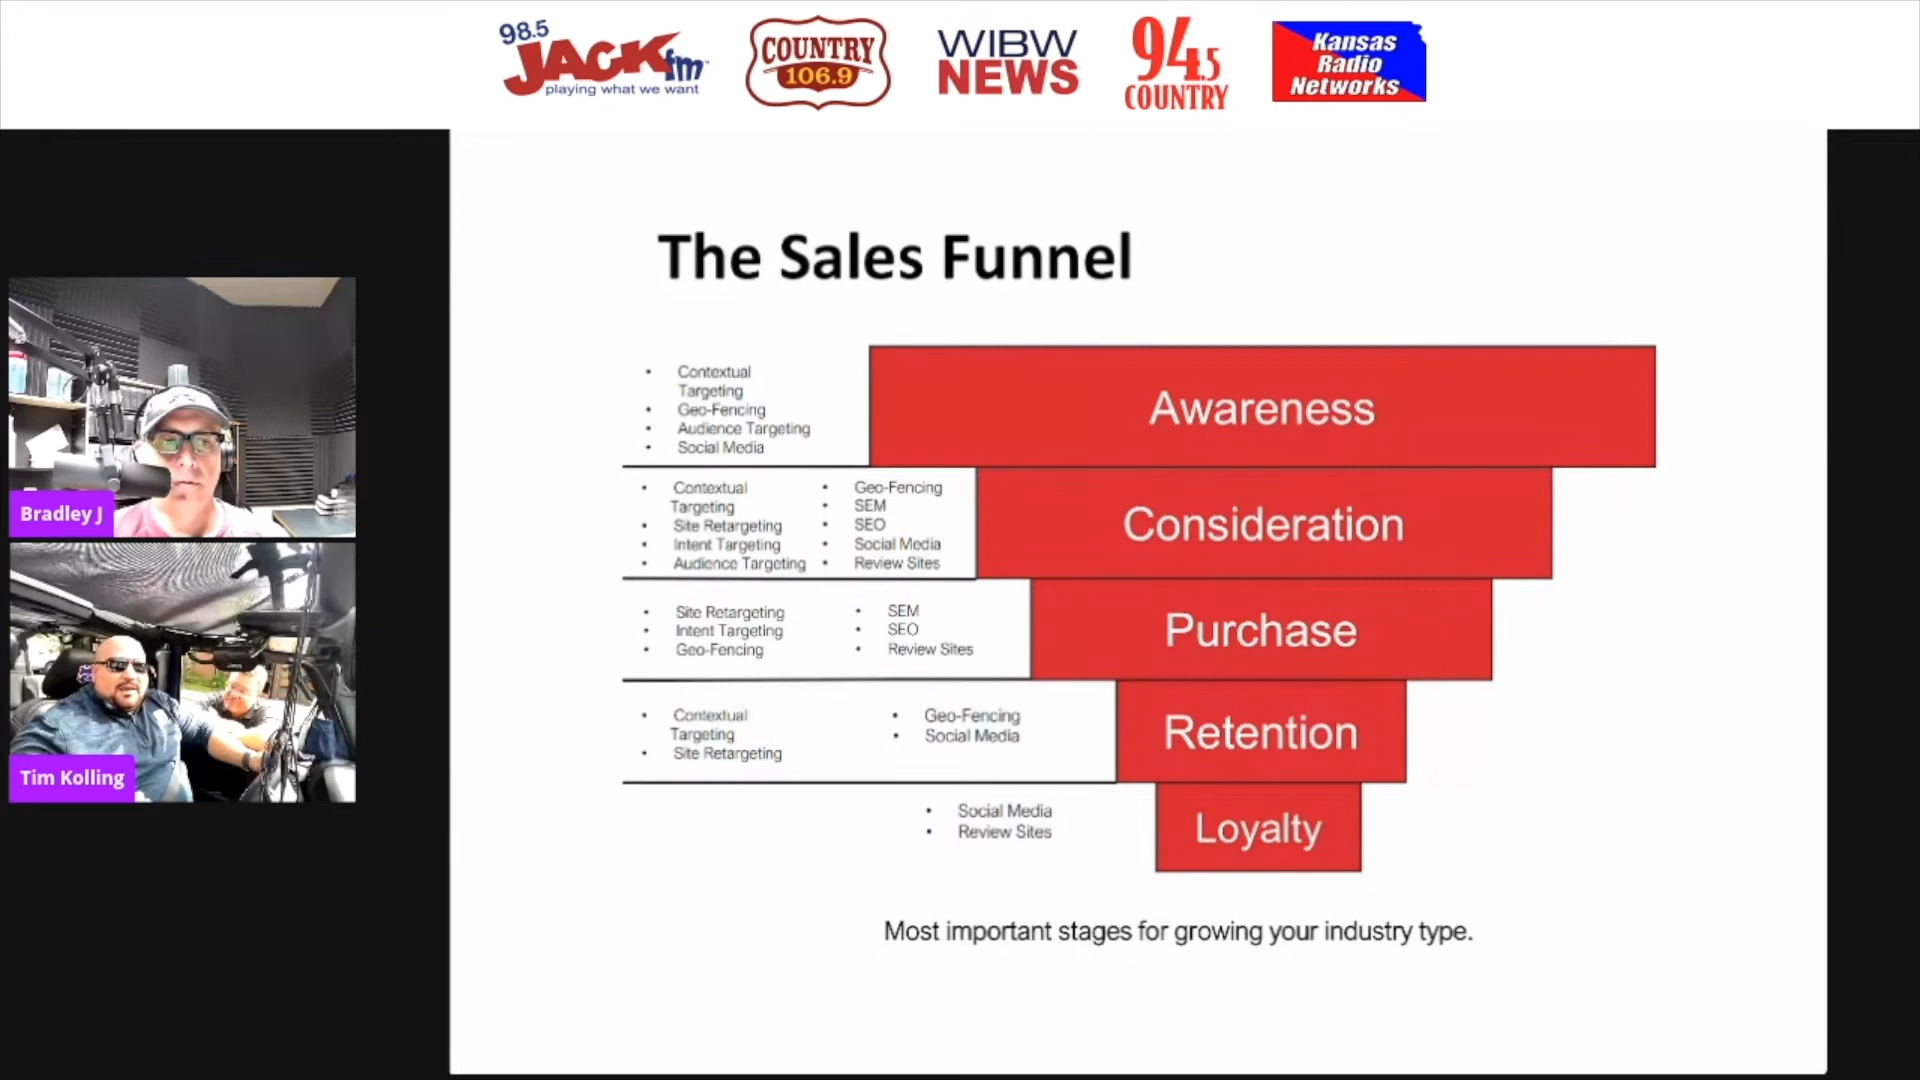 98.5
JACK fm
playing what we want
COUNTRY
106.9
WIBW
NEWS
94.5
COUNTRY
Kansas
Radio
Networks
The Sales Funnel
• Contextual
Targeting
• Geo-Fencing
• Audience Targeting
• Social Media
Awareness
• Contextual
Targeting
• Site Retargeting
• Intent Targeting
• Audience Targeting
• Geo-Fencing
• SEM
• SEO
• Social Media
• Review Sites
Consideration
• Site Retargeting
• Intent Targeting
• Geo-Fencing
• SEM
• SEO
• Review Sites
Purchase
• Contextual
Targeting
• Site Retargeting
• Geo-Fencing
• Social Media
Retention
• Social Media
• Review Sites
Loyalty
Most important stages for growing your industry type.
Bradley J
Tim Kolling